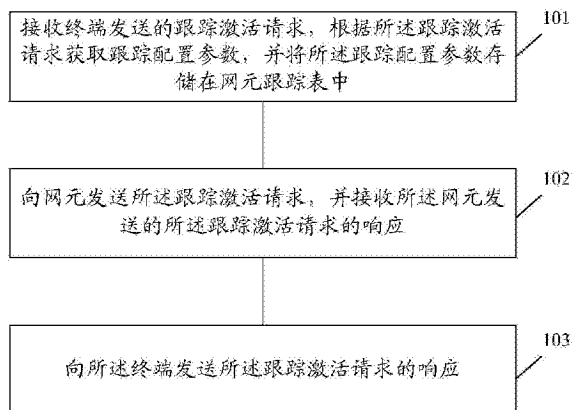 接收终端发送的跟踪激活请求，根据所述跟踪激活
请求获取跟踪配置参数，并将所述跟踪配置参数存
储在网元跟踪表中
101
向网元发送所述跟踪激活请求，并接收所述网元发
送的所述跟踪激活请求的响应
102
向所述终端发送所述跟踪激活请求的响应
103